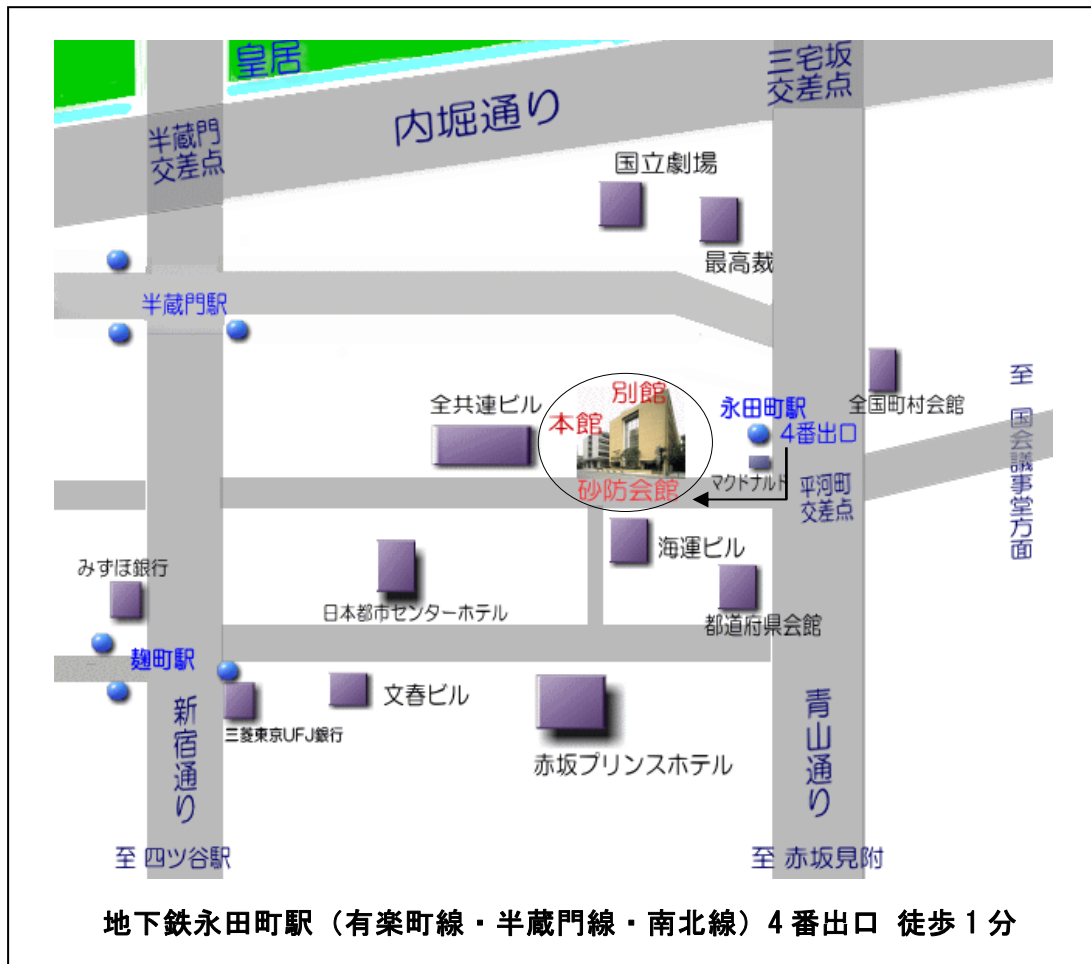 皇居
三宅坂
交差点
内堀通り
半蔵門
交差点
国立劇場
最高裁
半蔵門駅
全国町村会館
至 国会議事堂方面
別館
本館
砂防会館
全共連ビル
永田町駅
4番出口
マクドナルド
平河町
交差点
海運ビル
みずほ銀行
日本都市センターホテル
都道府県会館
麹町駅
文春ビル
三菱東京UFJ銀行
赤坂プリンスホテル
新宿通り
青山通り
至 四ツ谷駅
至 赤坂見附
地下鉄永田町駅（有楽町線・半蔵門線・南北線）4番出口 徒歩1分